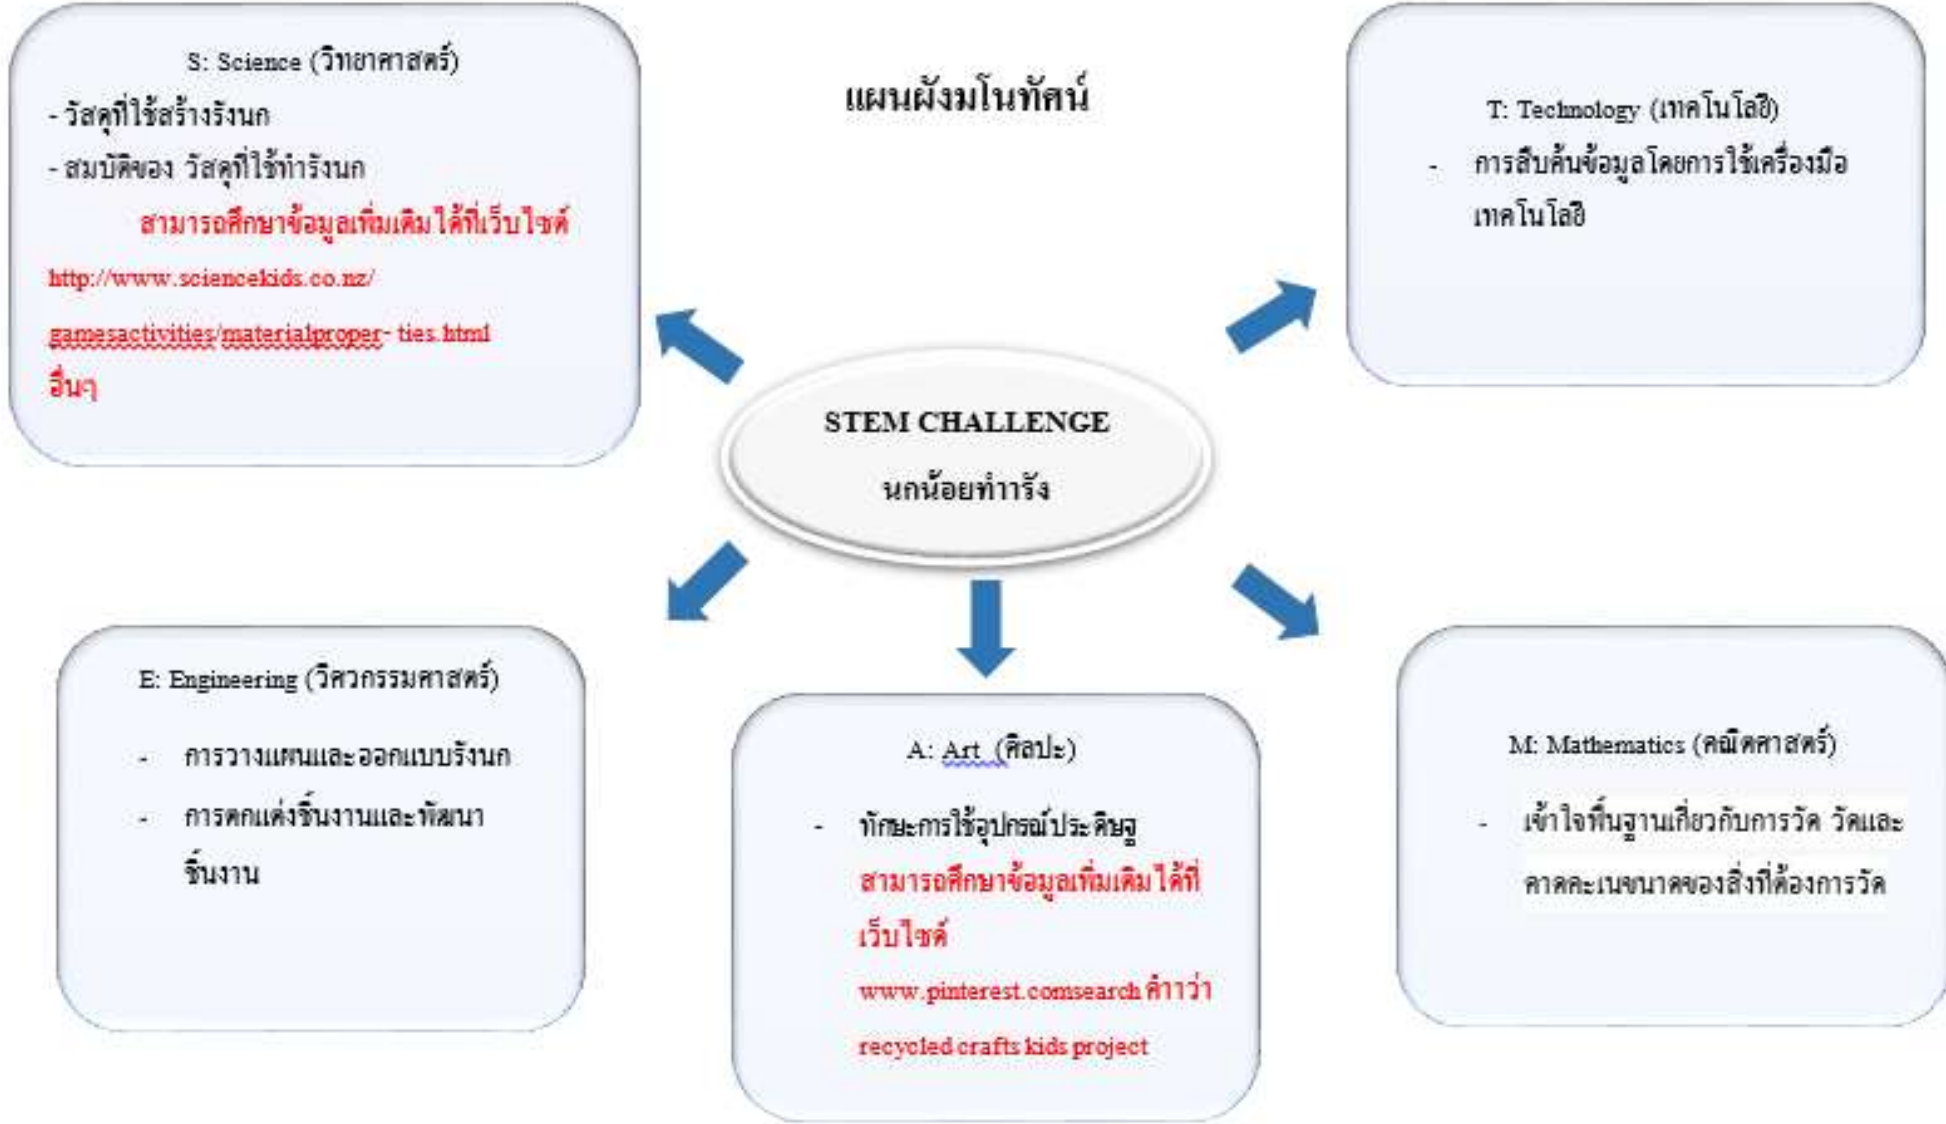 แผนผังมโนทัศน์
S: Science (วิทยาศาสตร์)
- วัสดุที่ใช้สร้างรังนก
- สมบัติของ วัสดุที่ใช้ทำรังนก
สามารถศึกษาข้อมูลเพิ่มเติมได้ที่เว็บไซต์
http://www.sciencekids.co.nz/
gamesactivities/materialproper- ties.html
อื่นๆ
T: Technology (เทคโนโลยี)
- การสืบค้นข้อมูลโดยการใช้เครื่องมือ
เทคโนโลยี
STEM CHALLENGE
นกน้อยทำารัง
E: Engineering (วิศวกรรมศาสตร์)
- การวางแผนและออกแบบรังนก
- การตกแต่งชิ้นงานและพัฒนา
ชิ้นงาน
A: Art (ศิลปะ)
- ทักษะการใช้อุปกรณ์ประดิษฐ์
สามารถศึกษาข้อมูลเพิ่มเติมได้ที่
เว็บไซต์
www.pinterest.comsearch คำาว่า
recycled crafts kids project
M: Mathematics (คณิตศาสตร์)
- เข้าใจพื้นฐานเกี่ยวกับการวัด วัดและ
คาดคะเนขนาดของสิ่งที่ต้องการวัด